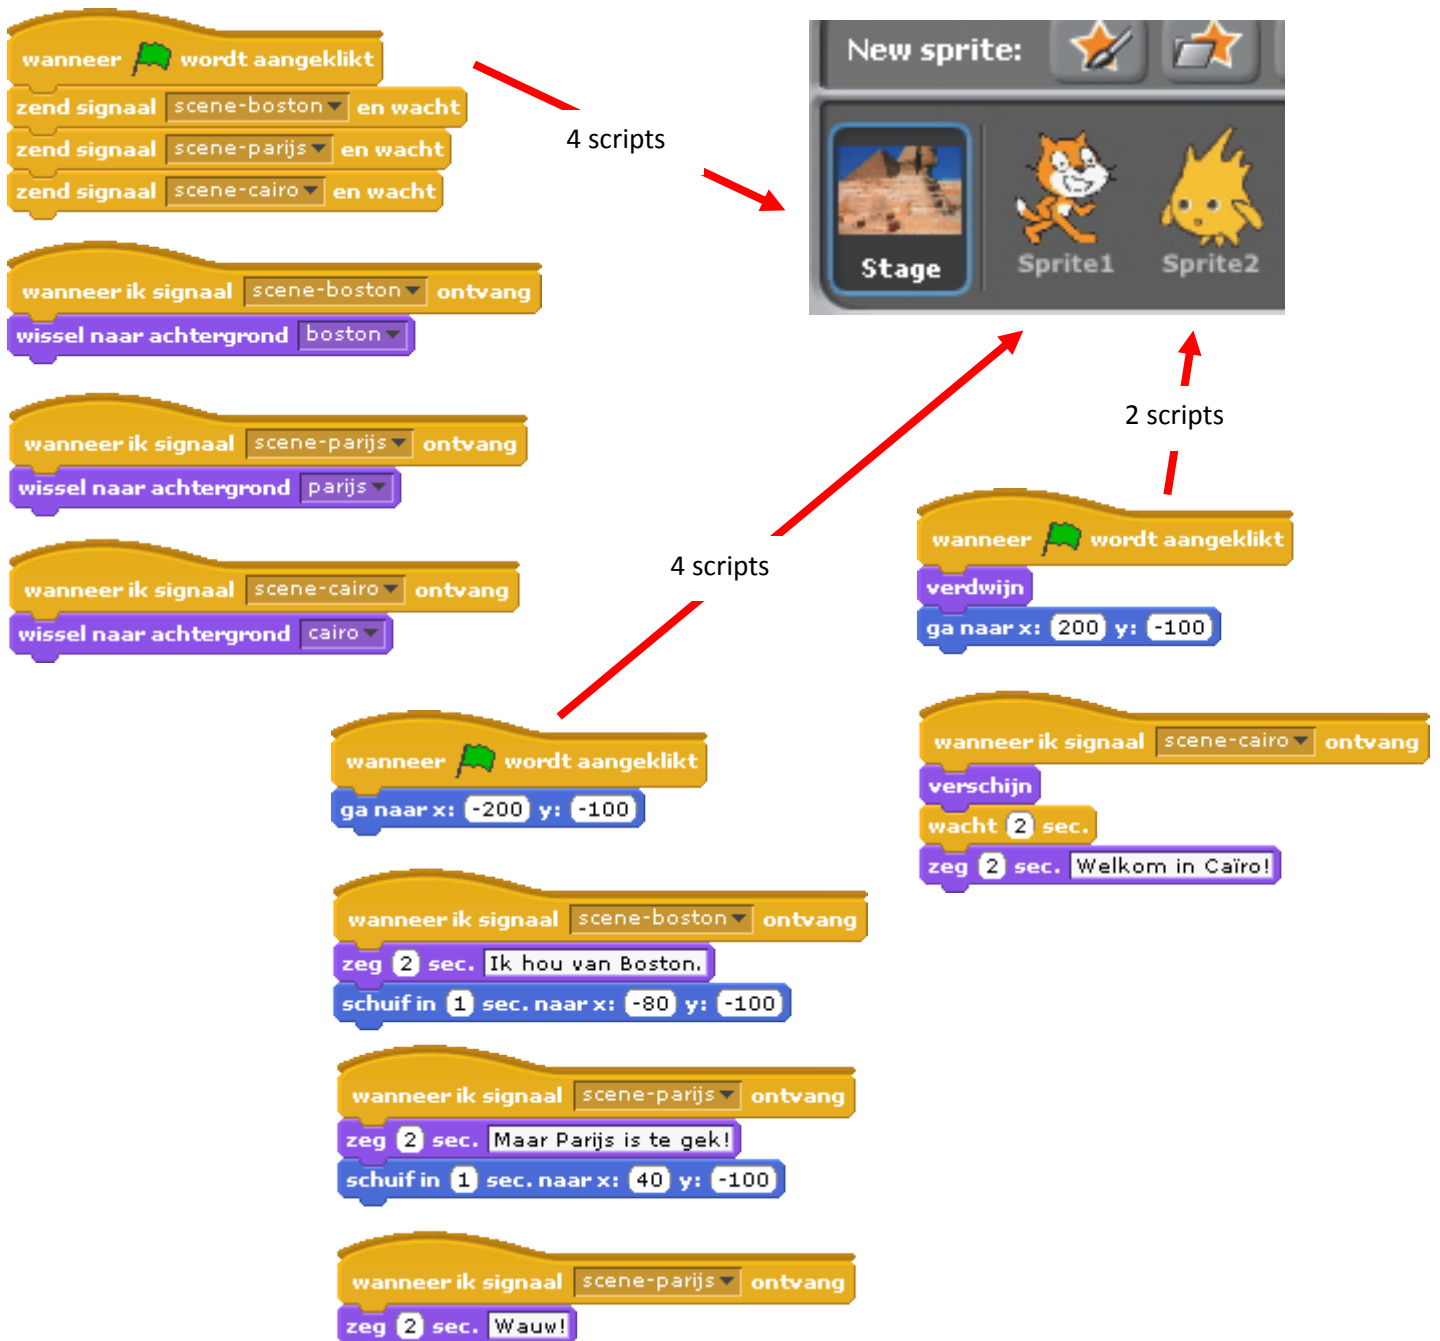 wanneer wordt aangeklikt
zend signaal scene-boston en wacht
zend signaal scene-parijs en wacht
zend signaal scene-cairo en wacht
wanneer ik signaal scene-boston ontvang
wissel naar achtergrond boston
wanneer ik signaal scene-parijs ontvang
wissel naar achtergrond parijs
wanneer ik signaal scene-cairo ontvang
wissel naar achtergrond cairo
4 scripts
New sprite:
Stage
Sprite1
Sprite2
4 scripts
2 scripts
wanneer wordt aangeklikt
ga naar x: -200 y: -100
wanneer ik signaal scene-boston ontvang
zeg 2 sec. Ik hou van Boston.
schuif in 1 sec. naar x: -80 y: -100
wanneer ik signaal scene-parijs ontvang
zeg 2 sec. Maar Parijs is te gek!
schuif in 1 sec. naar x: 40 y: -100
wanneer ik signaal scene-parijs ontvang
zeg 2 sec. Wauw!
wanneer wordt aangeklikt
verdwijn
ga naar x: 200 y: -100
wanneer ik signaal scene-cairo ontvang
verschijn
wacht 2 sec.
zeg 2 sec. Welkom in Caïro!